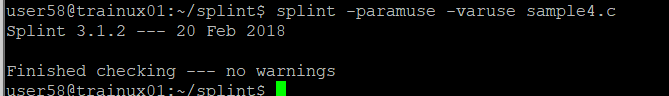 user58@trainux01:~/splint$ splint -paramuse -varuse sample4.c
Splint 3.1.2 --- 20 Feb 2018
Finished checking --- no warnings
user58@trainux01:~/splint$